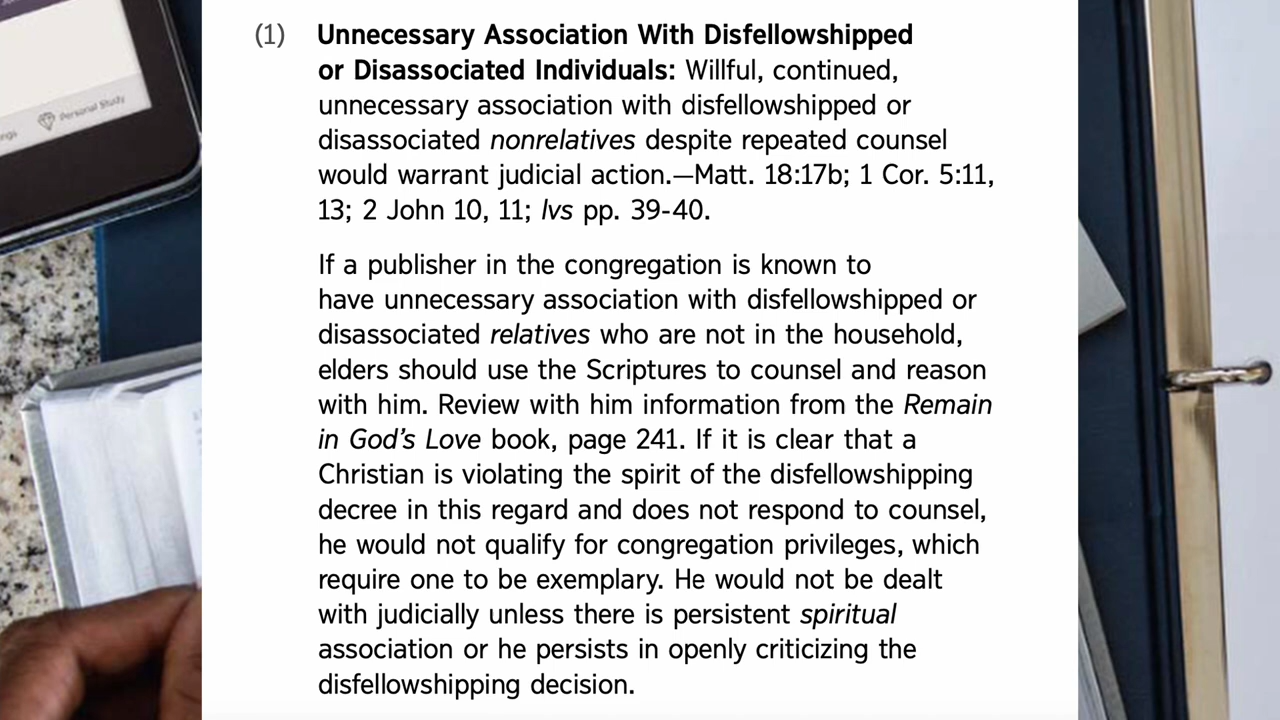 Personal Study
ngs
(1) Unnecessary Association With Disfellowshipped
or Disassociated Individuals: Willful, continued,
unnecessary association with disfellowshipped or
disassociated nonrelatives despite repeated counsel
would warrant judicial action.—Matt. 18:17b; 1 Cor. 5:11,
13; 2 John 10, 11; lvs pp. 39-40.
If a publisher in the congregation is known to
have unnecessary association with disfellowshipped or
disassociated relatives who are not in the household,
elders should use the Scriptures to counsel and reason
with him. Review with him information from the Remain
in God's Love book, page 241. If it is clear that a
Christian is violating the spirit of the disfellowshipping
decree in this regard and does not respond to counsel,
he would not qualify for congregation privileges, which
require one to be exemplary. He would not be dealt
with judicially unless there is persistent spiritual
association or he persists in openly criticizing the
disfellowshipping decision.